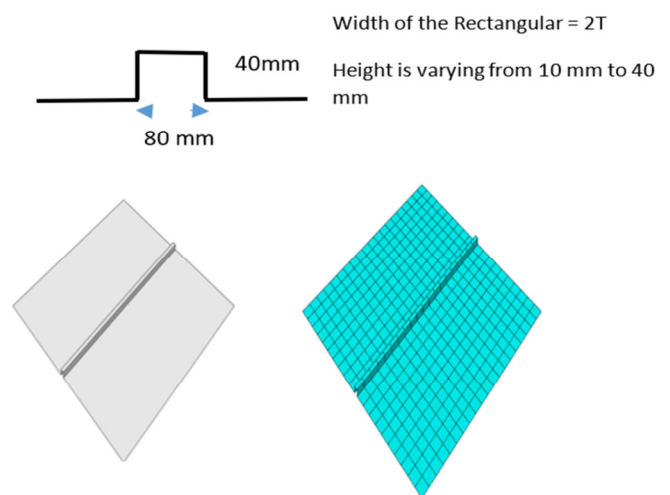 Width of the Rectangular = 2T
40mm
Height is varying from 10 mm to 40
mm
80 mm